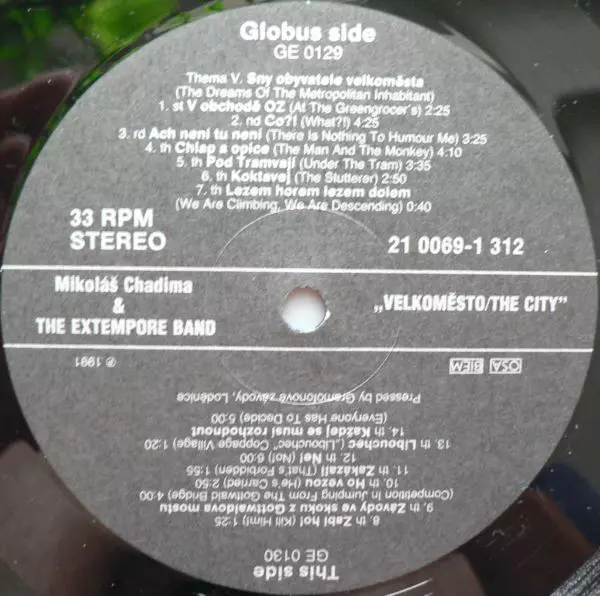 Globus side
GE 0129
Thema V. Sny obyvatele velkoměsta
(The Dreams Of The Metropolitan Inhabitant)
1. st V obchodě OZ (At The Greengrocer's) 2:25
2. nd Co?! (What?!) 4:25
3. rd Ach neni tu neni (There Is Nothing To Humour Me) 3:25
4. th Chlap a opice (The Man And The Monkey) 4:10
5. th Pod Tramvají (Under The Tram) 3:35
6. th Koktavej (The Stutterer) 2:50
7. th Lezem horem lezem dolem
(We Are Climbing, We Are Descending) 0:40
33 RPM
STEREO
21 0069-1 312
Mikoláš Chadima
&
THE EXTEMPORE BAND
„VELKOMĚSTO/THE CITY"
℗ 1991
OSA BIEM
This side
GE 0130
8. th Zabí ho! (Kill Him!) 1:25
9. th Závody ve skoku z Gottwaldova mostu
(Competition In Jumping From The Gottwald Bridge) 4:00
10. th Ho vezou (He's Carried) 2:50
11. th Zakázali (That's Forbidden) 1:55
12. th Ne! (No!) 6:00
13. th Libouchec („Libouchec" Coppage Village) 1:20
14. th Každej se musí rozhodnout
(Everyone Has To Decide) 5:00
Pressed by Gramofonové závody, Loděnice